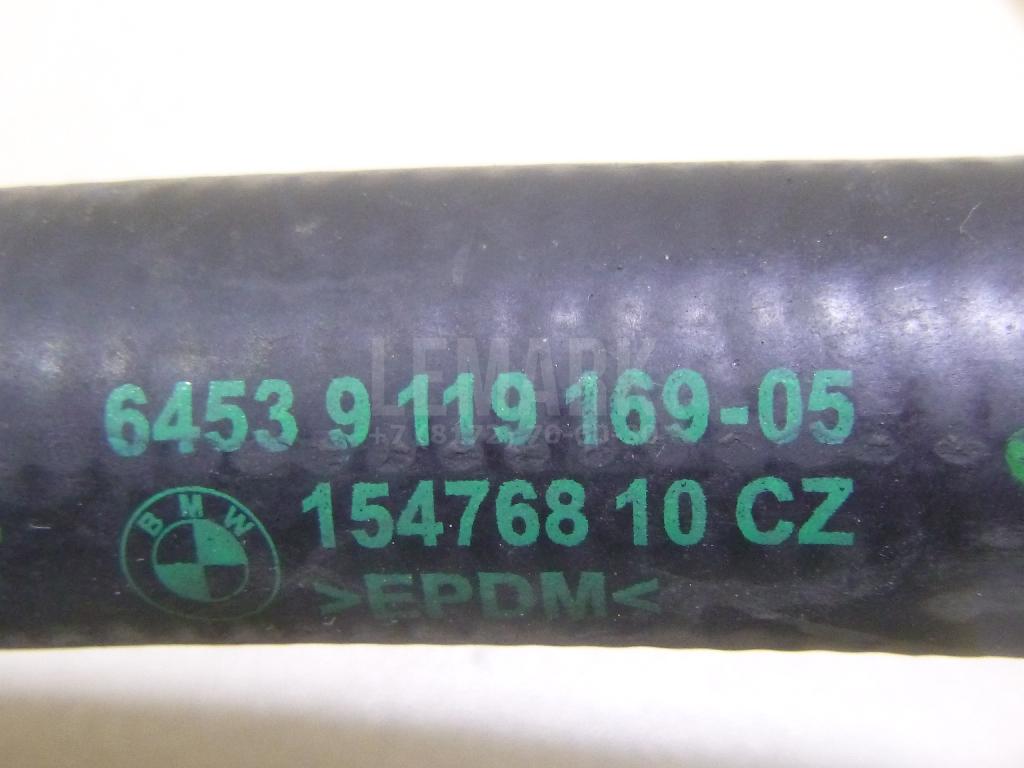 LEMARK
6453 9 119 169-05
154768 10 CZ
BMW
>EPDM<